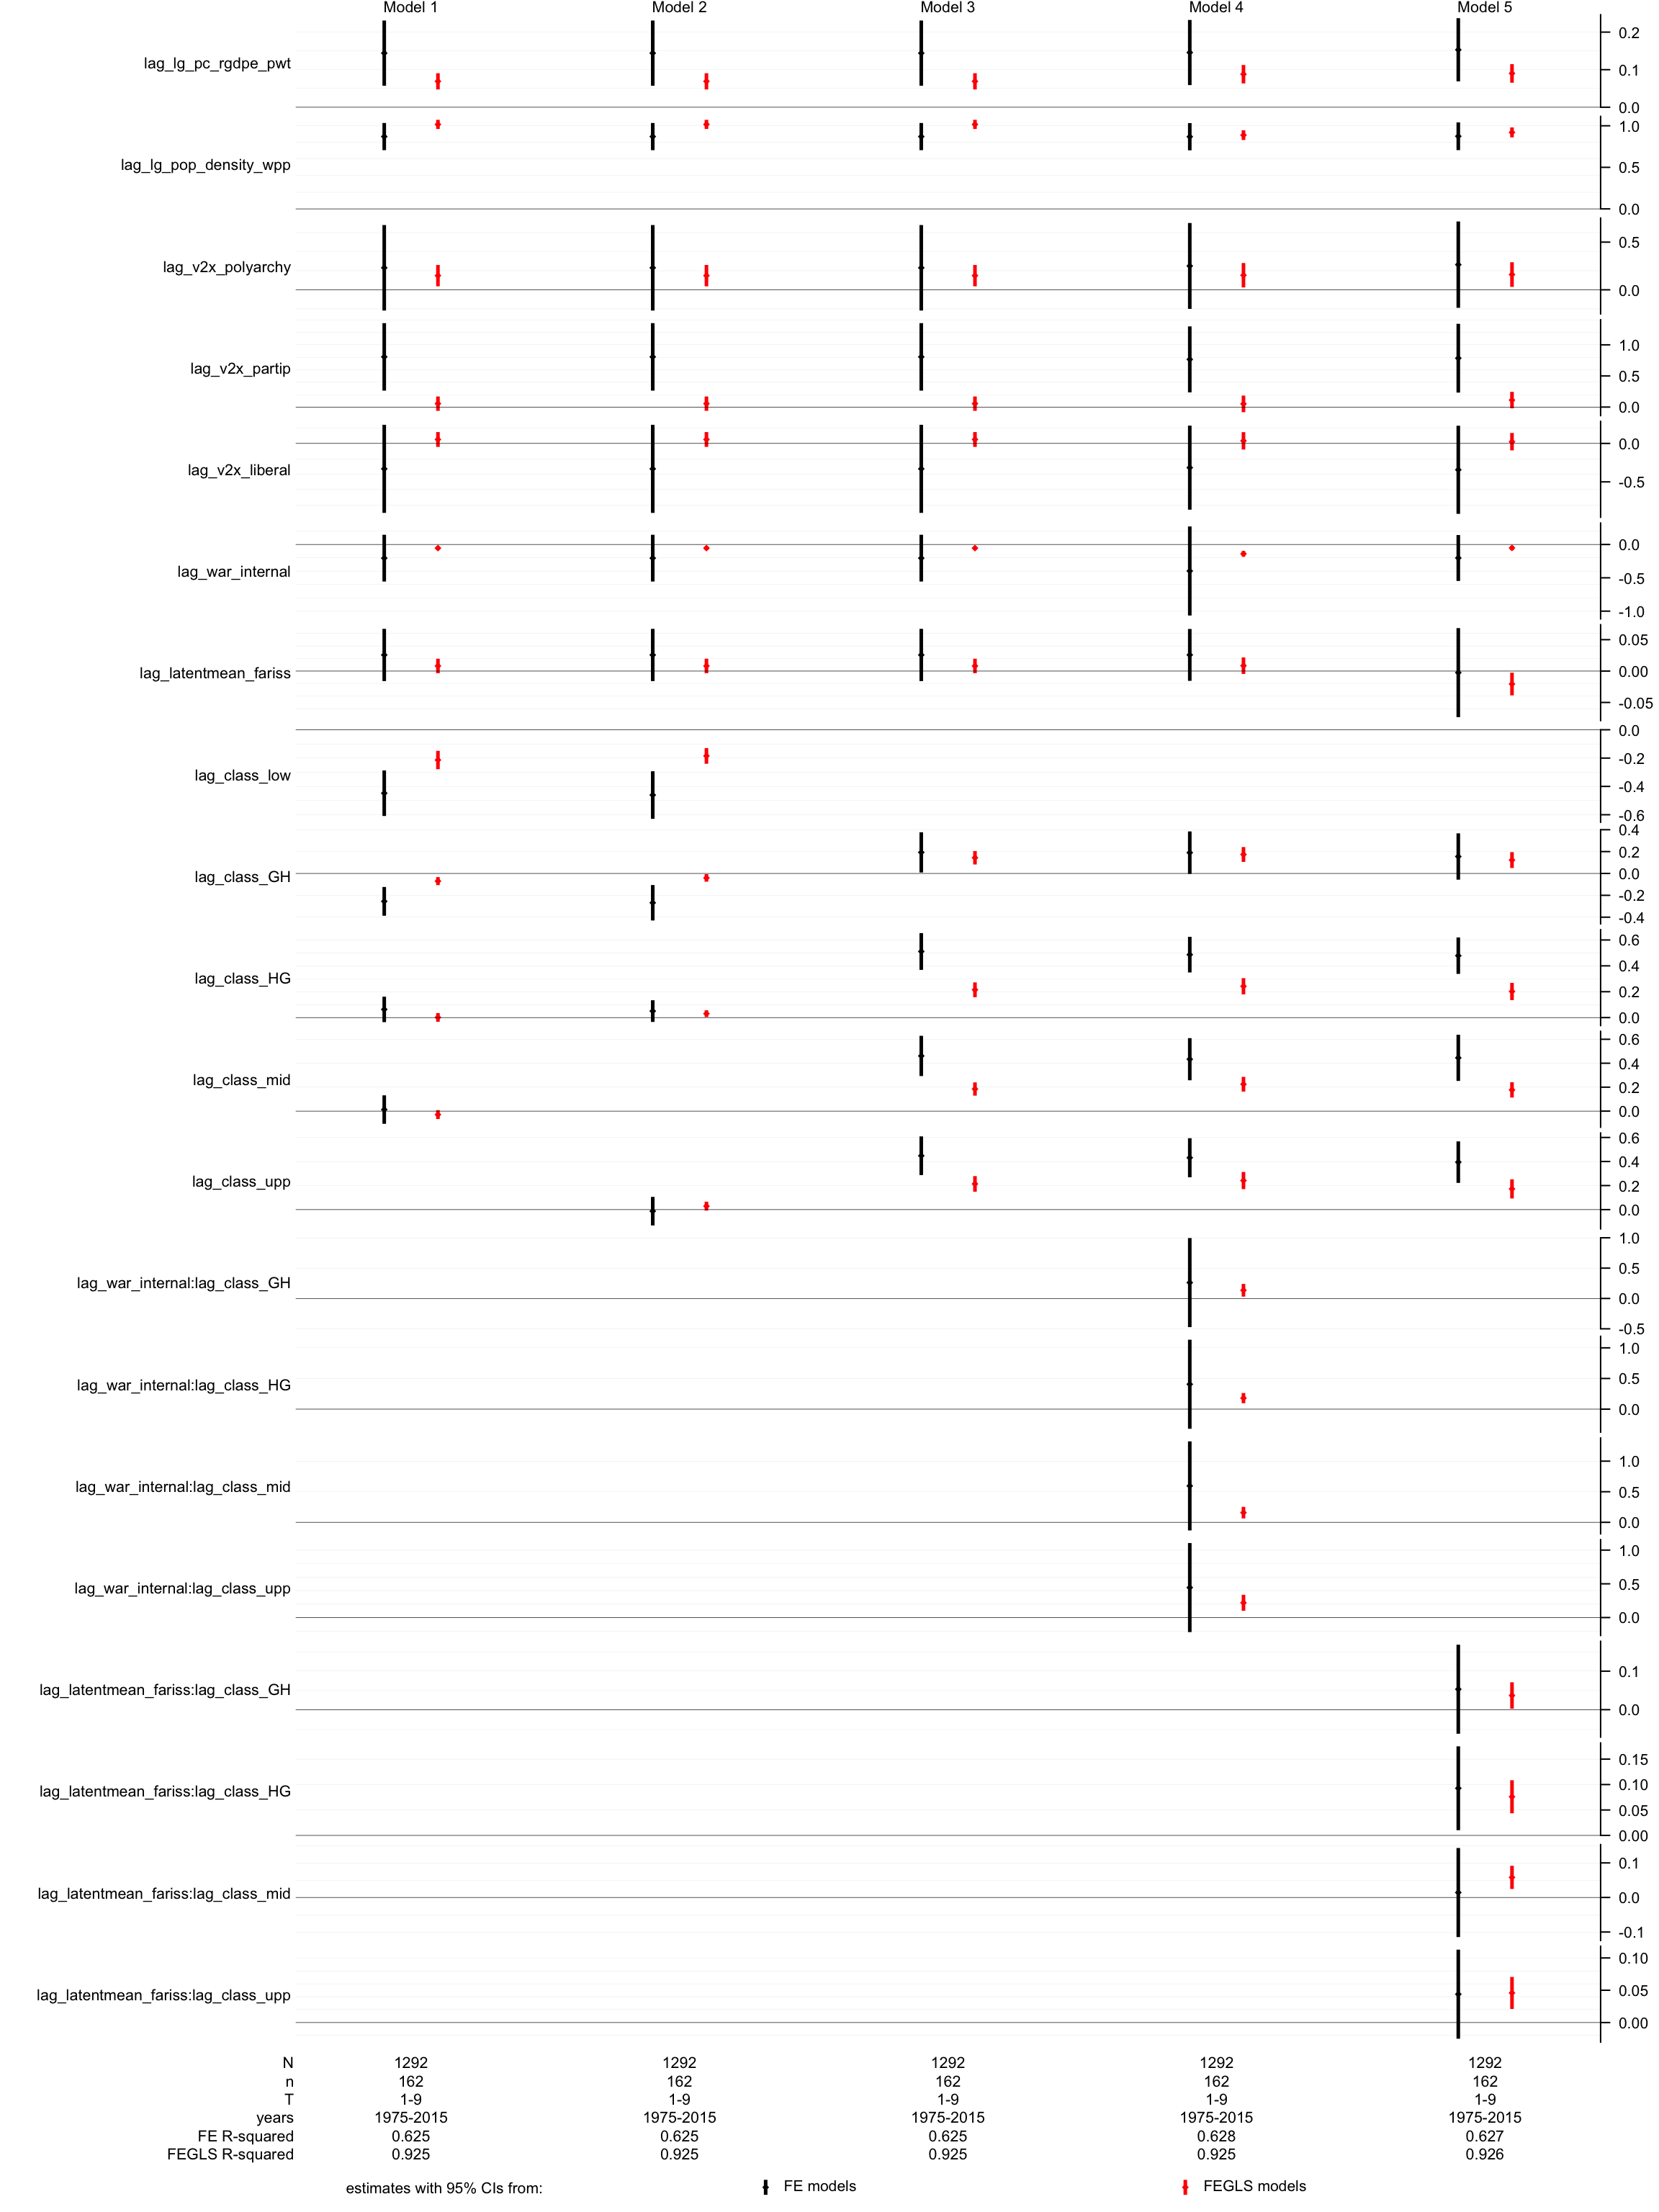 Model 1 Model 2 Model 3 Model 4 Model 5
lag_lg_pc_rgdpe_pwt
0.2
0.1
0.0
lag_lg_pop_density_wpp
1.0
0.5
0.0
lag_v2x_polyarchy
0.5
0.0
lag_v2x_partip
1.0
0.5
0.0
lag_v2x_liberal
0.0
-0.5
lag_war_internal
0.0
-0.5
-1.0
lag_latentmean_fariss
0.05
0.00
-0.05
lag_class_low
0.0
-0.2
-0.4
-0.6
lag_class_GH
0.4
0.2
0.0
-0.2
-0.4
lag_class_HG
0.6
0.4
0.2
0.0
lag_class_mid
0.6
0.4
0.2
0.0
lag_class_upp
0.6
0.4
0.2
0.0
lag_war_internal:lag_class_GH
1.0
0.5
0.0
-0.5
lag_war_internal:lag_class_HG
1.0
0.5
0.0
lag_war_internal:lag_class_mid
1.0
0.5
0.0
lag_war_internal:lag_class_upp
1.0
0.5
0.0
lag_latentmean_fariss:lag_class_GH
0.1
0.0
lag_latentmean_fariss:lag_class_HG
0.15
0.10
0.05
0.00
lag_latentmean_fariss:lag_class_mid
0.1
0.0
-0.1
lag_latentmean_fariss:lag_class_upp
0.10
0.05
0.00
N 1292 1292 1292 1292 1292
n 162 162 162 162 162
T 1-9 1-9 1-9 1-9 1-9
years 1975-2015 1975-2015 1975-2015 1975-2015 1975-2015
FE R-squared 0.625 0.625 0.625 0.628 0.627
FEGLS R-squared 0.925 0.925 0.925 0.925 0.926
estimates with 95% CIs from: FE models FEGLS models